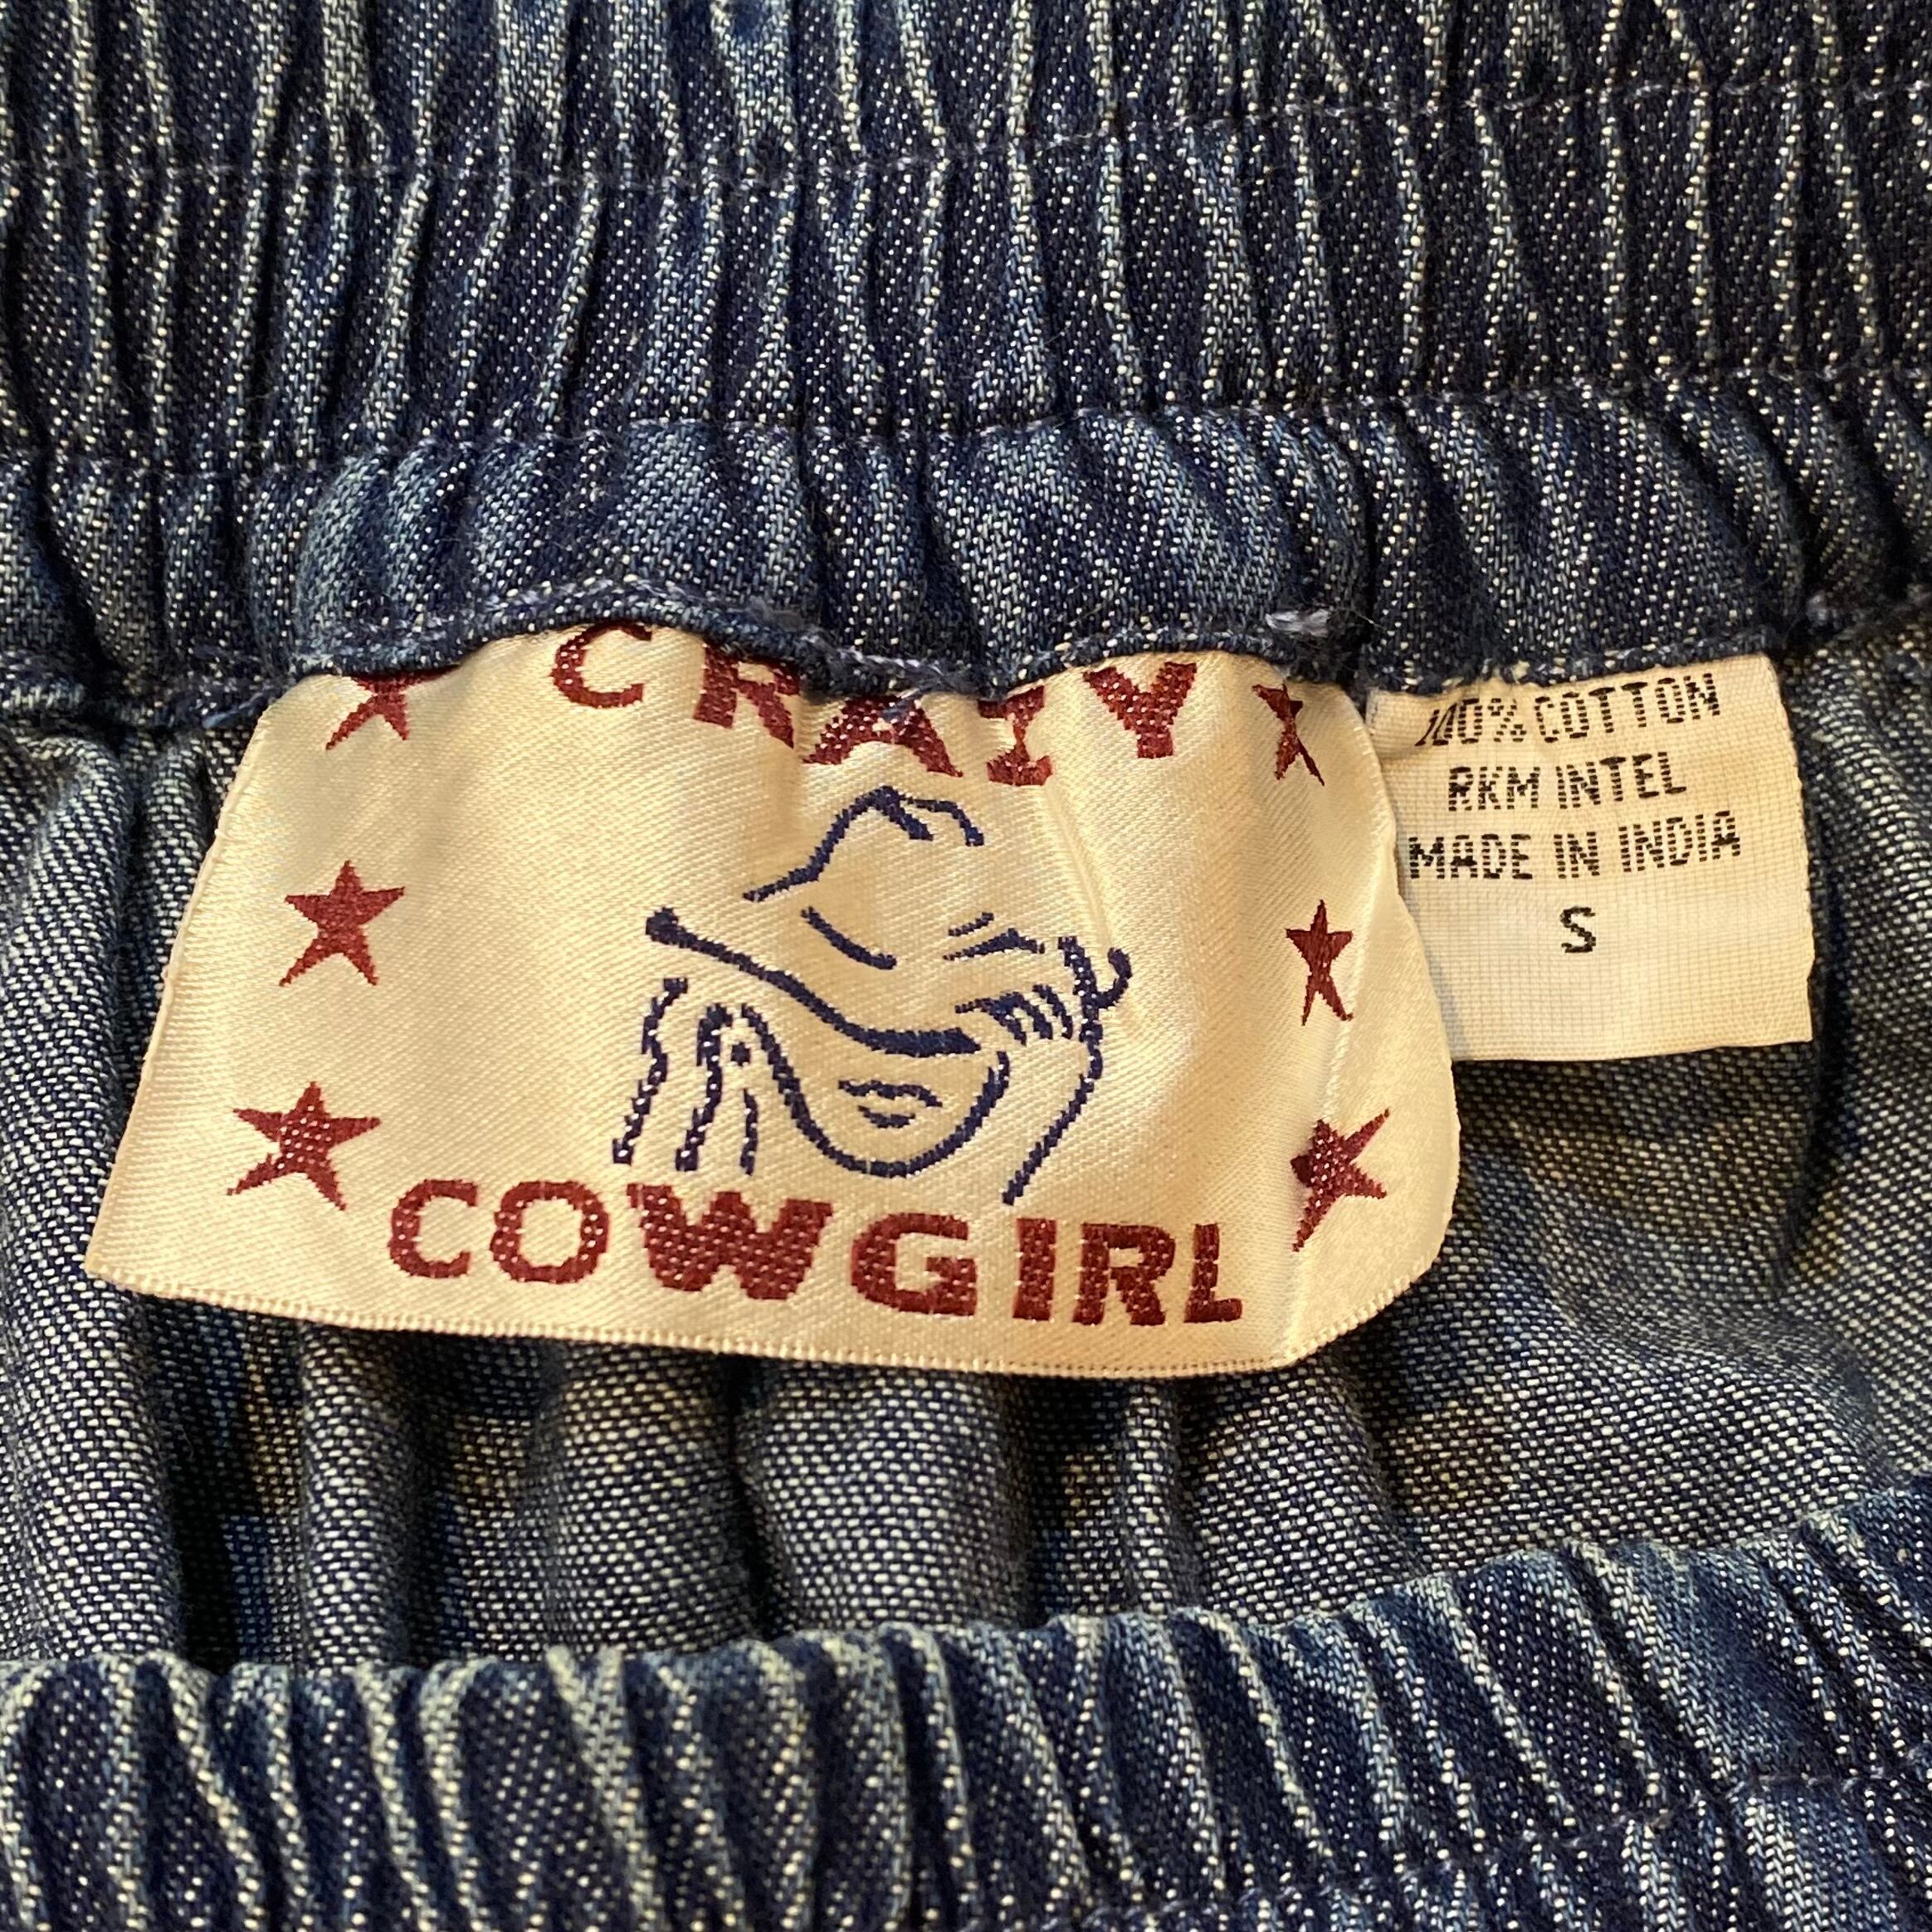 CRAZY
COWGIRL
100% COTTON
RKM INTEL
MADE IN INDIA
S